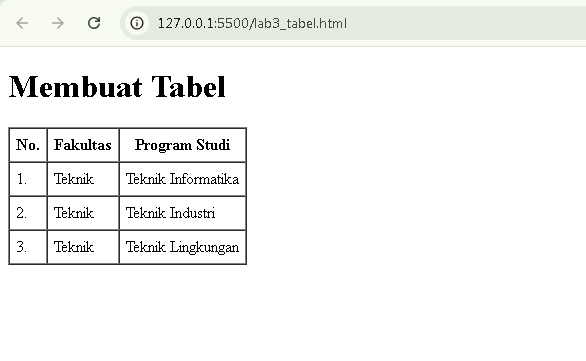 127.0.0.1:5500/lab3_tabel.html
Membuat Tabel
No. Fakultas Program Studi
1. Teknik Teknik Informatika
2. Teknik Teknik Industri
3. Teknik Teknik Lingkungan